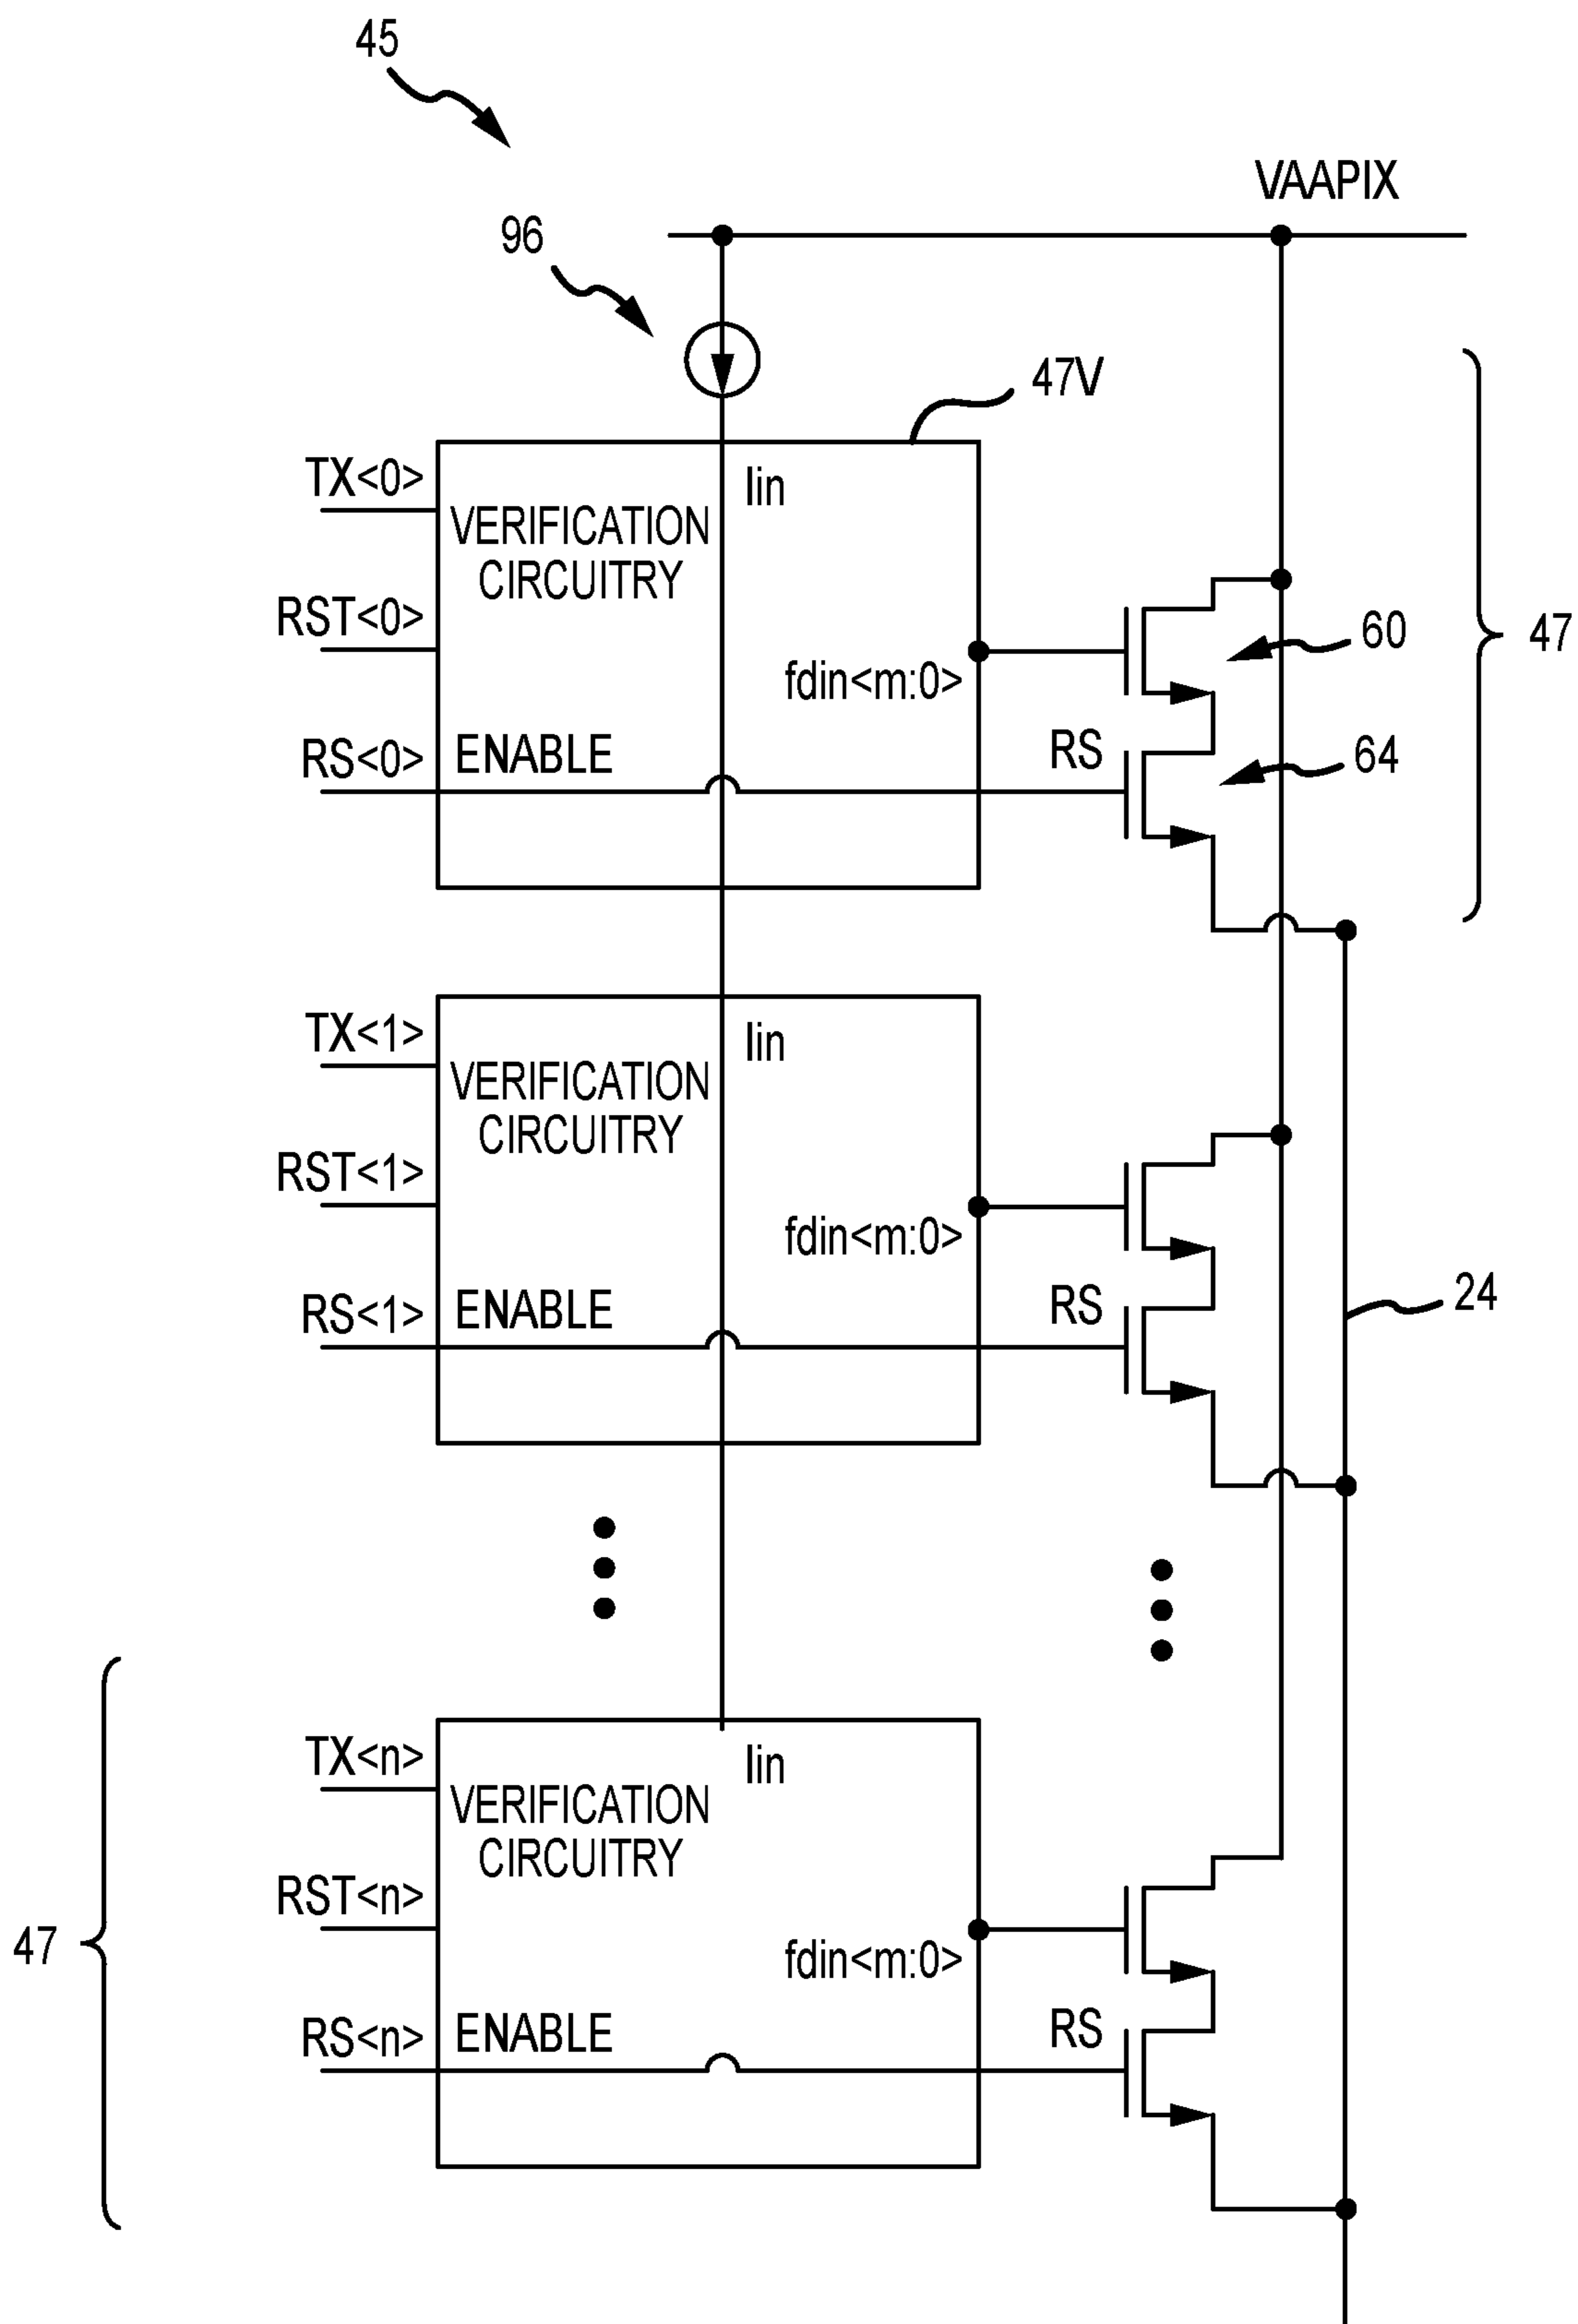 45
VAAPIX
96
47V
TX<0>
Iin
VERIFICATION
CIRCUITRY
RST<0>
60
47
fdin<m:0>
RS<0>
ENABLE
RS
64
TX<1>
Iin
VERIFICATION
CIRCUITRY
RST<1>
fdin<m:0>
RS<1>
ENABLE
RS
24
TX<n>
Iin
VERIFICATION
CIRCUITRY
RST<n>
47
fdin<m:0>
RS<n>
ENABLE
RS